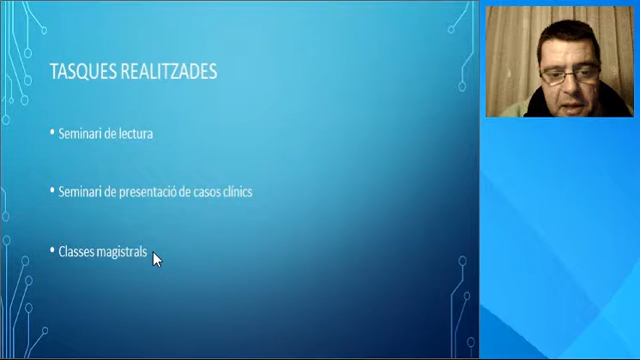 TASQUES REALITZADES
• Seminari de lectura
• Seminari de presentació de casos clínics
• Classes magistrals